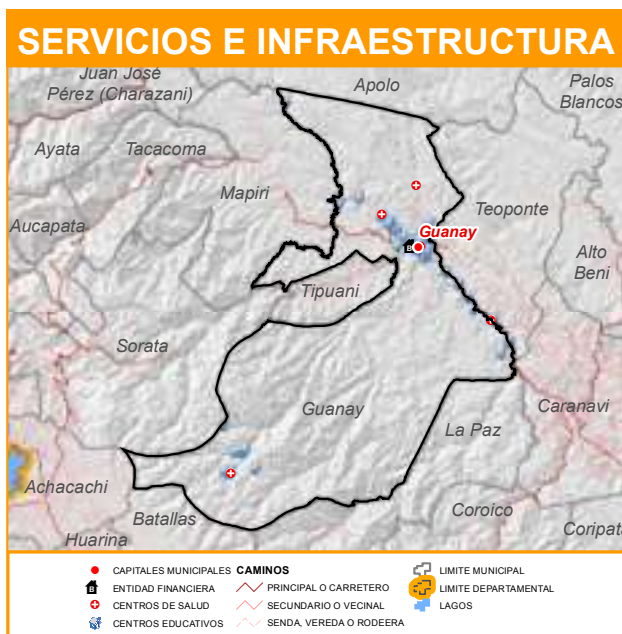 SERVICIOS E INFRAESTRUCTURA
Juan José
Pérez (Charazani)
Apolo
Palos
Blancos
Ayata
Tacacoma
Mapiri
Aucapata
Teoponte
Guanay
B
Alto
Beni
Tipuani
Sorata
Guanay
Caranavi
La Paz
Achacachi
Batallas
Coroico
Coripata
Huarina
CAPITALES MUNICIPALES
B ENTIDAD FINANCIERA
CENTROS DE SALUD
CENTROS EDUCATIVOS
CAMINOS
PRINCIPAL O CARRETERO
SECUNDARIO O VECINAL
SENDA, VEREDA O RODEERA
LIMITE MUNICIPAL
LIMITE DEPARTAMENTAL
LAGOS